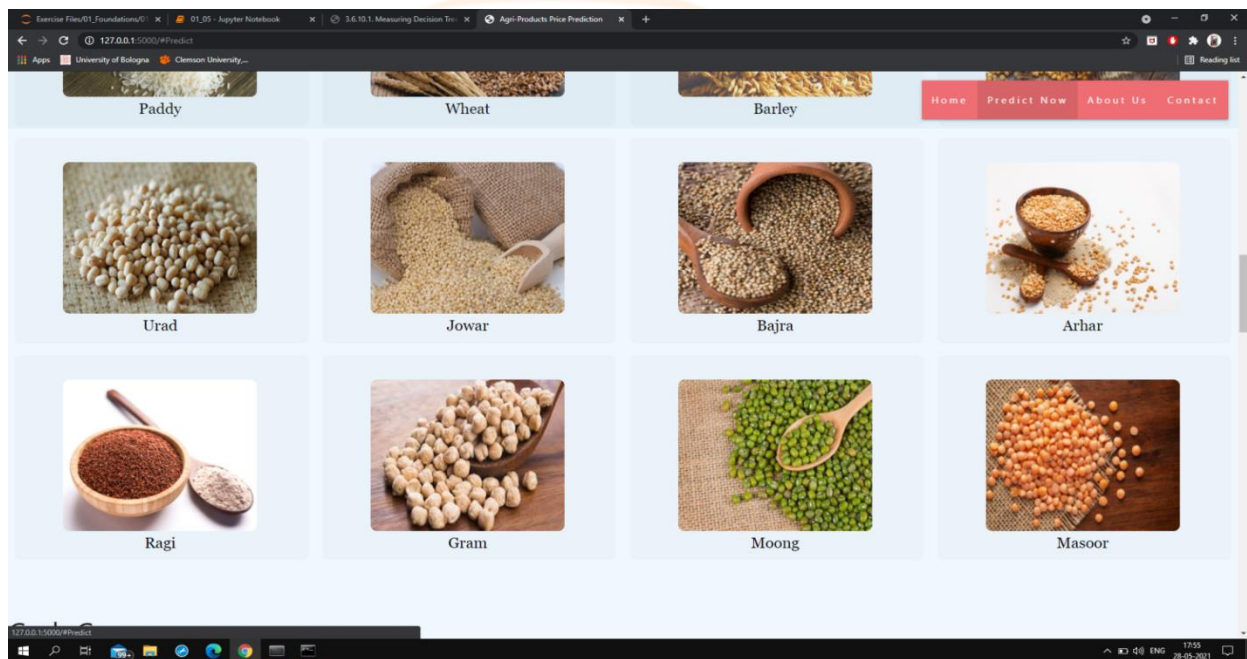 Exercise Files/01_Foundations/01
01_05 - Jupyter Notebook
3.6.10.1. Measuring Decision Tre
Agri-Products Price Prediction
127.0.0.1:5000/#Predict
Apps
University of Bologna
Clemson University,...
Reading list
Home
Predict Now
About Us
Contact
Paddy
Wheat
Barley
Urad
Jowar
Bajra
Arhar
Ragi
Gram
Moong
Masoor
127.0.0.1:5000/#Predict
99+
ENG
17:55
28-05-2021